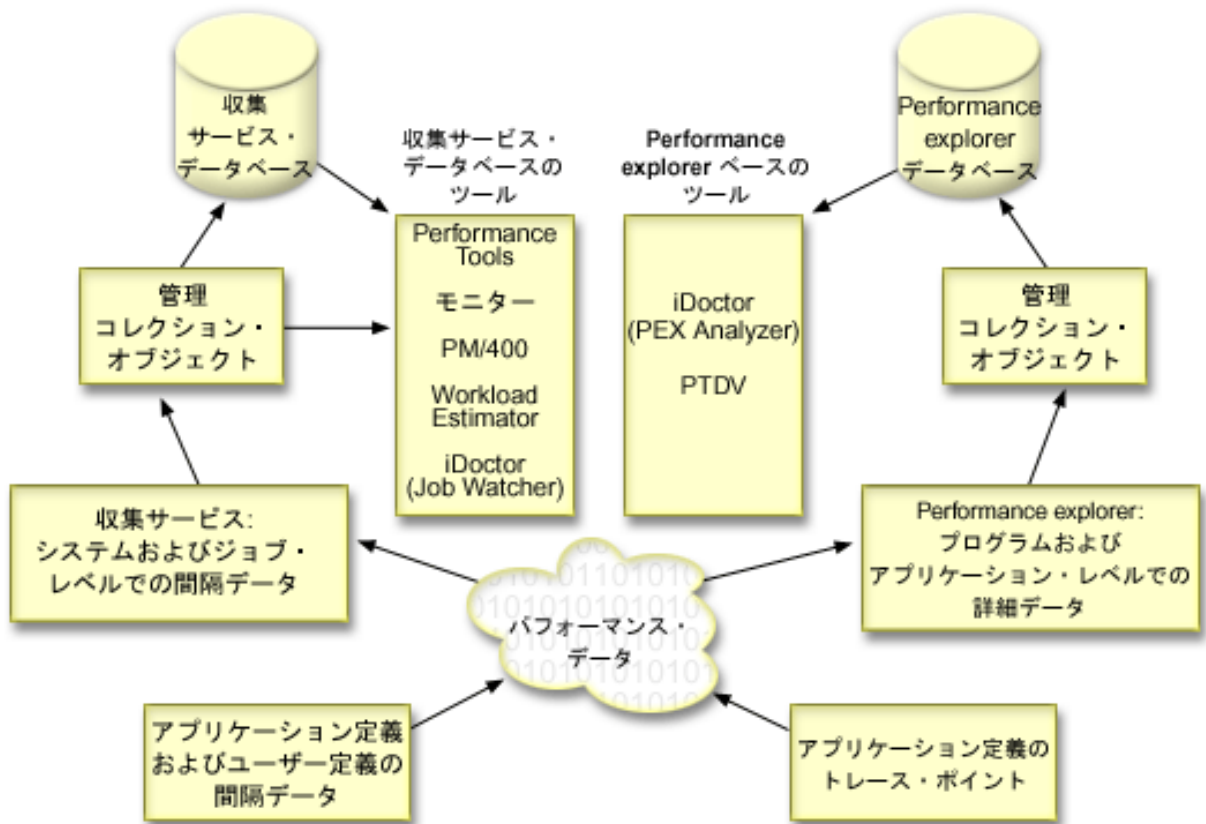 収集
サービス・
データベース
Performance
explorer
データベース
収集サービス・
データベースの
ツール
Performance
explorer ベースの
ツール
Performance
Tools
モニター
PM/400
Workload
Estimator
iDoctor
(Job Watcher)
iDoctor
(PEX Analyzer)
PTDV
管理
コレクション・
オブジェクト
管理
コレクション・
オブジェクト
収集サービス:
システムおよびジョブ・
レベルでの間隔データ
Performance explorer:
プログラムおよび
アプリケーション・レベルでの
詳細データ
パフォーマンス・
データ
アプリケーション定義
およびユーザー定義の
間隔データ
アプリケーション定義の
トレース・ポイント